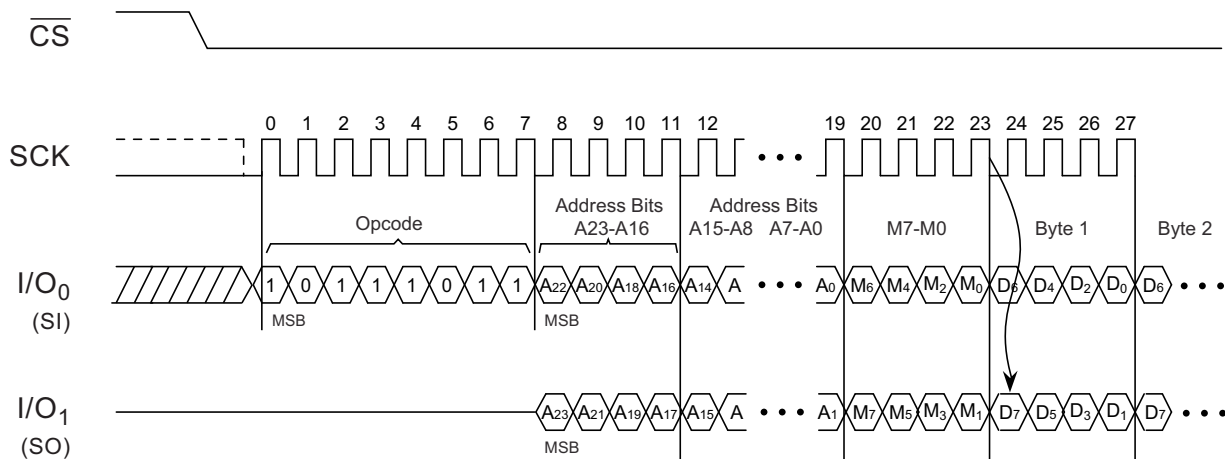 CS
0 1 2 3 4 5 6 7 8 9 10 11 12 19 20 21 22 23 24 25 26 27
SCK
Opcode
Address Bits
A23-A16
Address Bits
A15-A8 A7-A0
M7-M0
Byte 1
Byte 2
I/O0
(SI)
1 0 1 1 1 0 1 1 A22 A20 A18 A16 A14 A A0 M6 M4 M2 M0 D6 D4 D2 D0 D6
MSB MSB
I/O1
(SO)
A23 A21 A19 A17 A15 A A1 M7 M5 M3 M1 D7 D5 D3 D1 D7
MSB